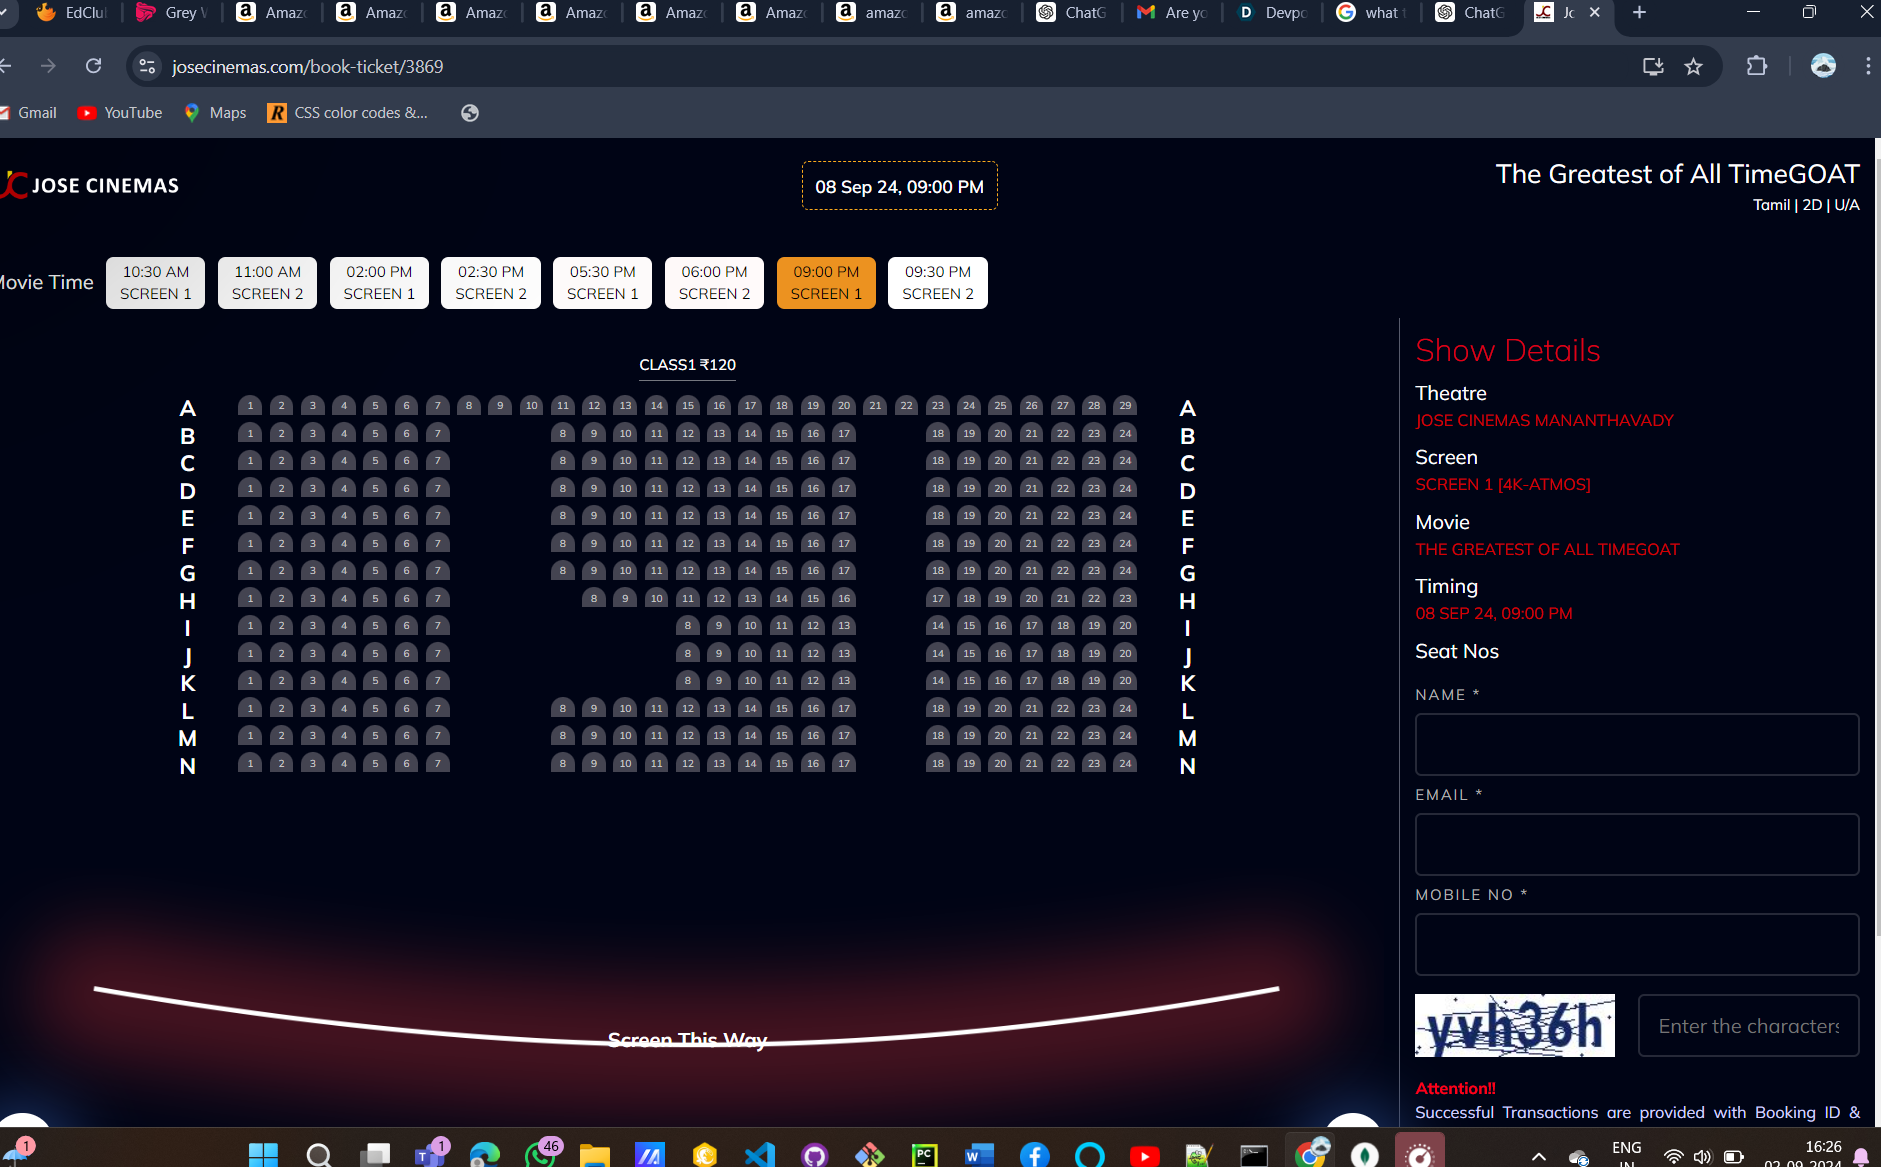 EdClu
Grey
Amaz
Amaz
Amaz
Amaz
Amaz
Amaz
amaz
amaz
ChatG
Are yo
Devpo
what
ChatG
josecinemas.com/book-ticket/3869
Gmail
YouTube
Maps
CSS color codes &...
JOSE CINEMAS
08 Sep 24, 09:00 PM
The Greatest of All TimeGOAT
Tamil | 2D | U/A
Movie Time
10:30 AM
SCREEN 1
11:00 AM
SCREEN 2
02:00 PM
SCREEN 1
02:30 PM
SCREEN 2
05:30 PM
SCREEN 1
06:00 PM
SCREEN 2
09:00 PM
SCREEN 1
09:30 PM
SCREEN 2
CLASS1 ₹120
A 1 2 3 4 5 6 7 8 9 10 11 12 13 14 15 16 17 18 19 20 21 22 23 24 25 26 27 28 29 A
B 1 2 3 4 5 6 7 8 9 10 11 12 13 14 15 16 17 18 19 20 21 22 23 24 B
C 1 2 3 4 5 6 7 8 9 10 11 12 13 14 15 16 17 18 19 20 21 22 23 24 C
D 1 2 3 4 5 6 7 8 9 10 11 12 13 14 15 16 17 18 19 20 21 22 23 24 D
E 1 2 3 4 5 6 7 8 9 10 11 12 13 14 15 16 17 18 19 20 21 22 23 24 E
F 1 2 3 4 5 6 7 8 9 10 11 12 13 14 15 16 17 18 19 20 21 22 23 24 F
G 1 2 3 4 5 6 7 8 9 10 11 12 13 14 15 16 17 18 19 20 21 22 23 24 G
H 1 2 3 4 5 6 7 8 9 10 11 12 13 14 15 16 17 18 19 20 21 22 23 H
I 1 2 3 4 5 6 7 8 9 10 11 12 13 14 15 16 17 18 19 20 I
J 1 2 3 4 5 6 7 8 9 10 11 12 13 14 15 16 17 18 19 20 J
K 1 2 3 4 5 6 7 8 9 10 11 12 13 14 15 16 17 18 19 20 K
L 1 2 3 4 5 6 7 8 9 10 11 12 13 14 15 16 17 18 19 20 21 22 23 24 L
M 1 2 3 4 5 6 7 8 9 10 11 12 13 14 15 16 17 18 19 20 21 22 23 24 M
N 1 2 3 4 5 6 7 8 9 10 11 12 13 14 15 16 17 18 19 20 21 22 23 24 N
Screen This Way
Show Details
Theatre
JOSE CINEMAS MANANTHAVADY
Screen
SCREEN 1 [4K-ATMOS]
Movie
THE GREATEST OF ALL TIMEGOAT
Timing
08 SEP 24, 09:00 PM
Seat Nos
NAME *
EMAIL *
MOBILE NO *
yvh36h
Enter the characters
Attention!!
Successful Transactions are provided with Booking ID &
1
1
46
ENG
IN
16:26
02-09-2024